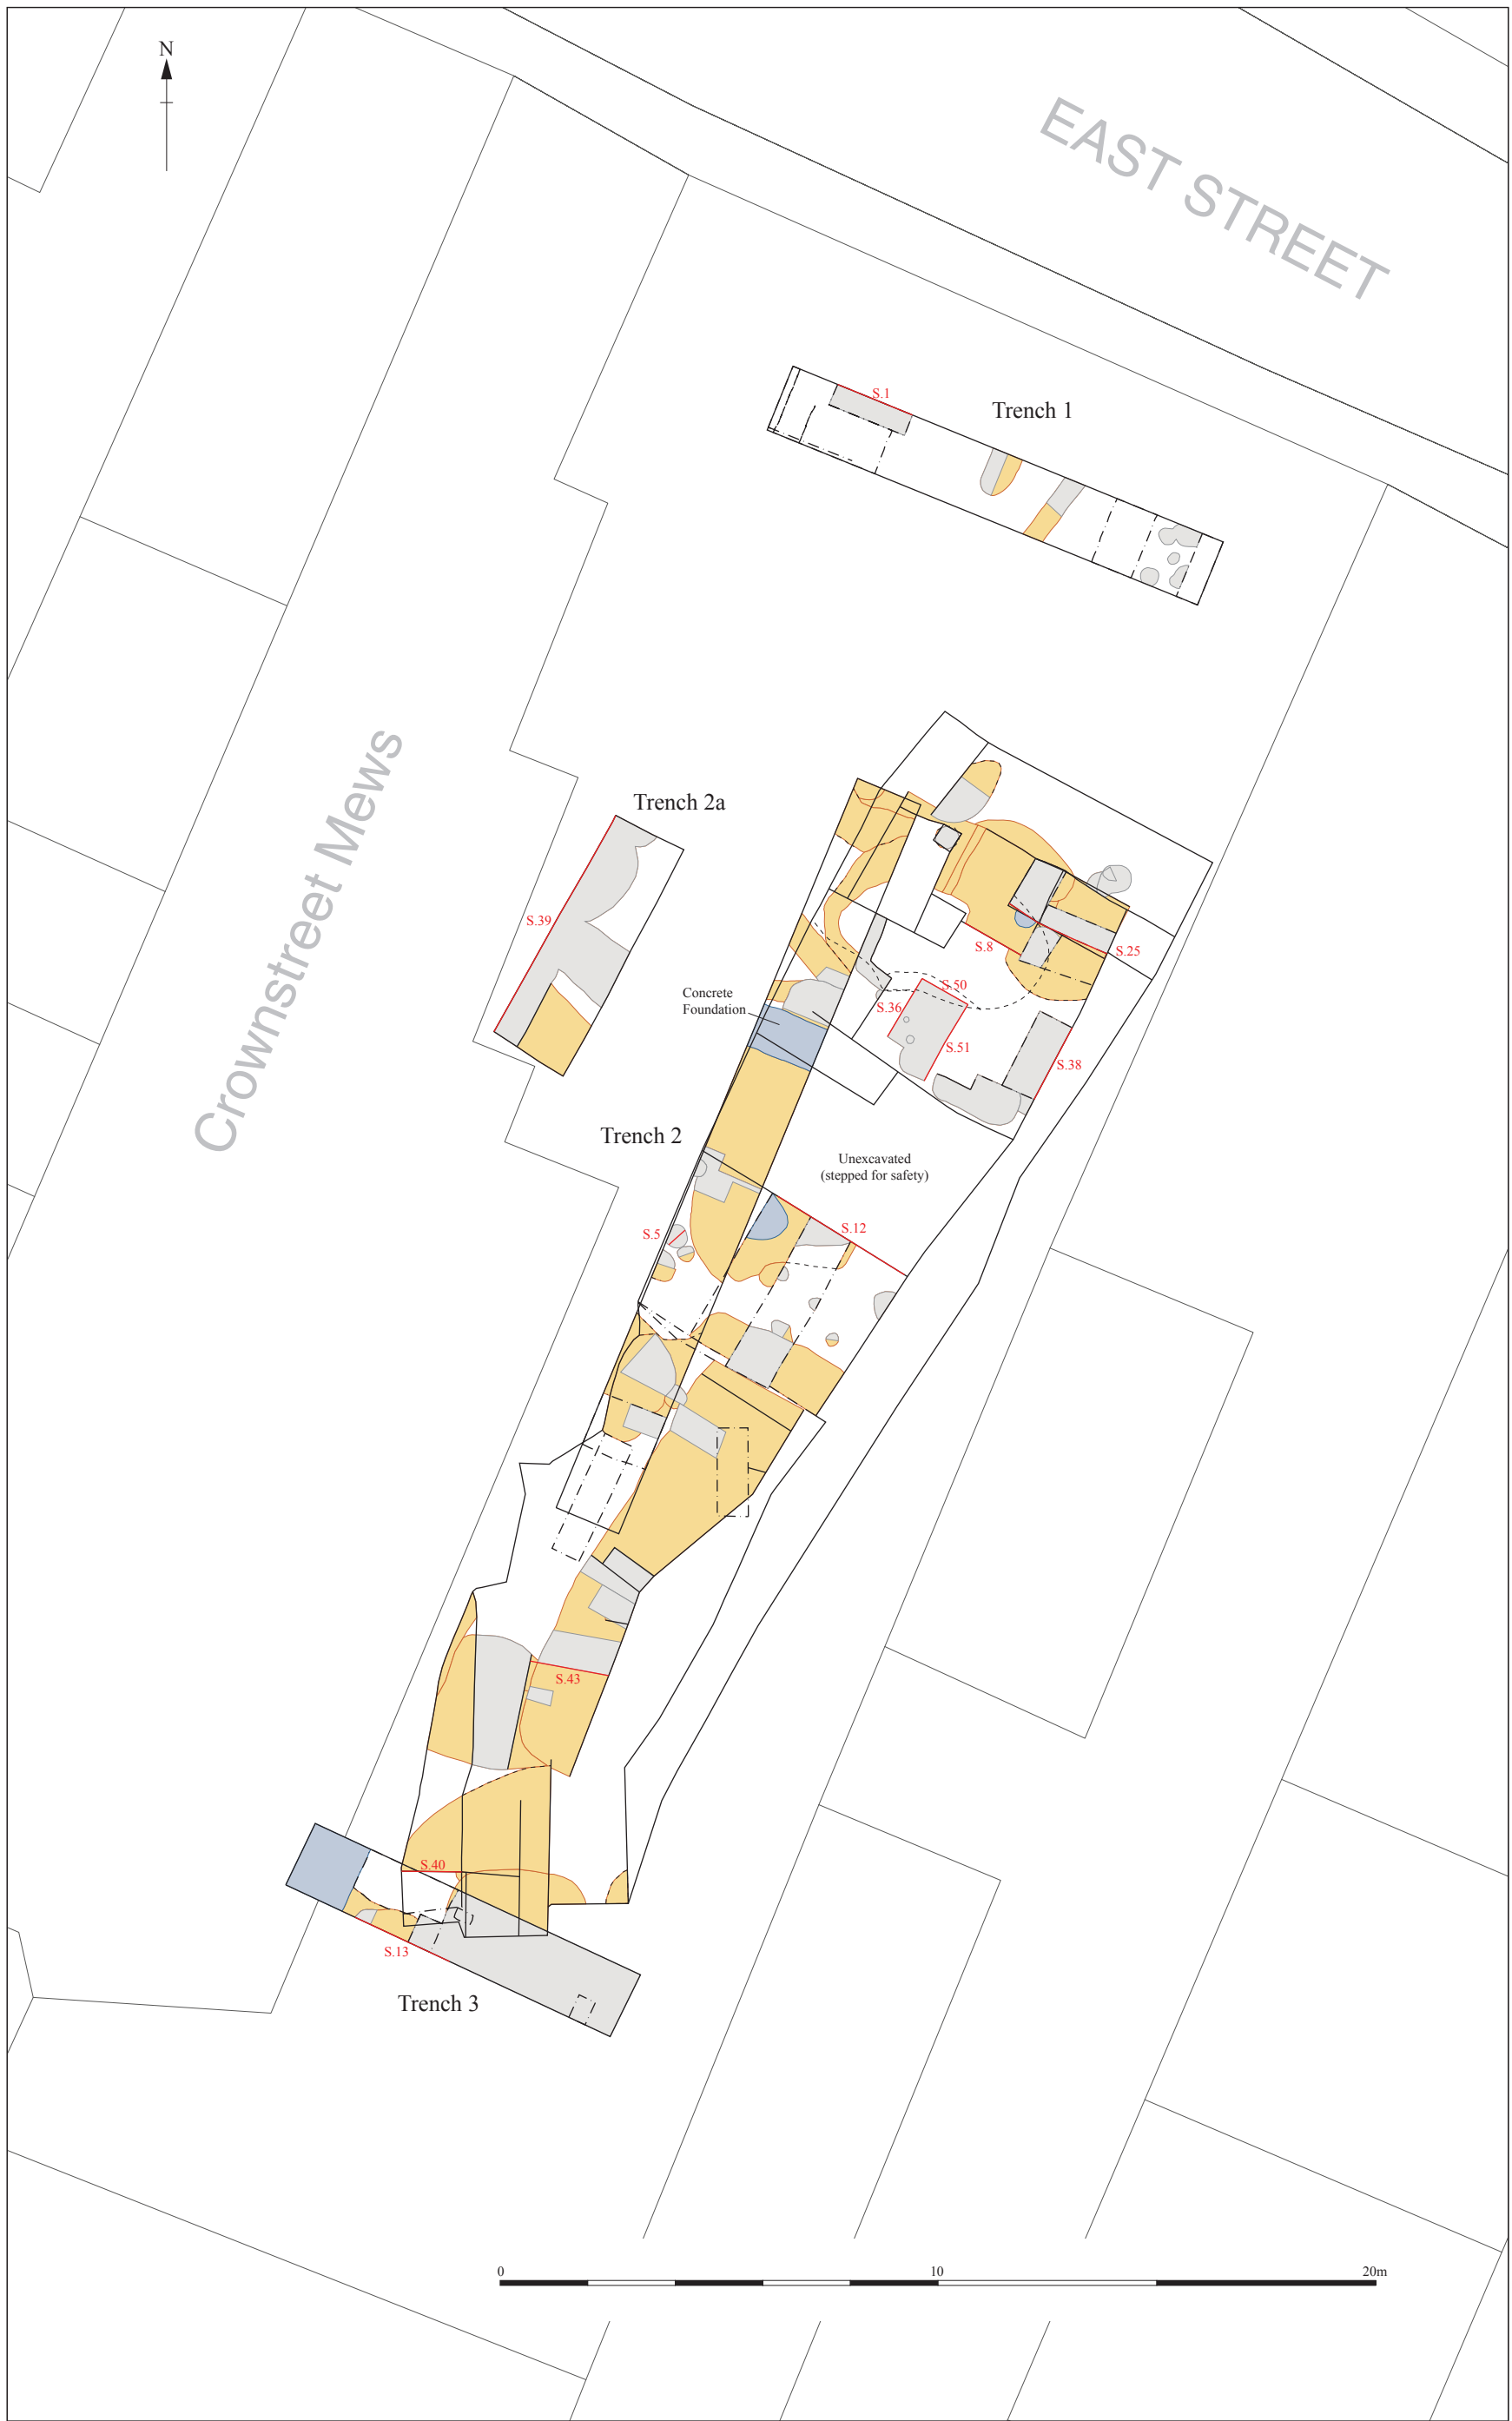 N
EAST STREET
S.1
Trench 1
Crownstreet Mews
Trench 2a
S.39
S.8
S.25
S.50
Concrete
Foundation
S.36
S.51
S.38
Trench 2
Unexcavated
(stepped for safety)
S.5
S.12
S.43
S.40
S.13
Trench 3
0
10
20m